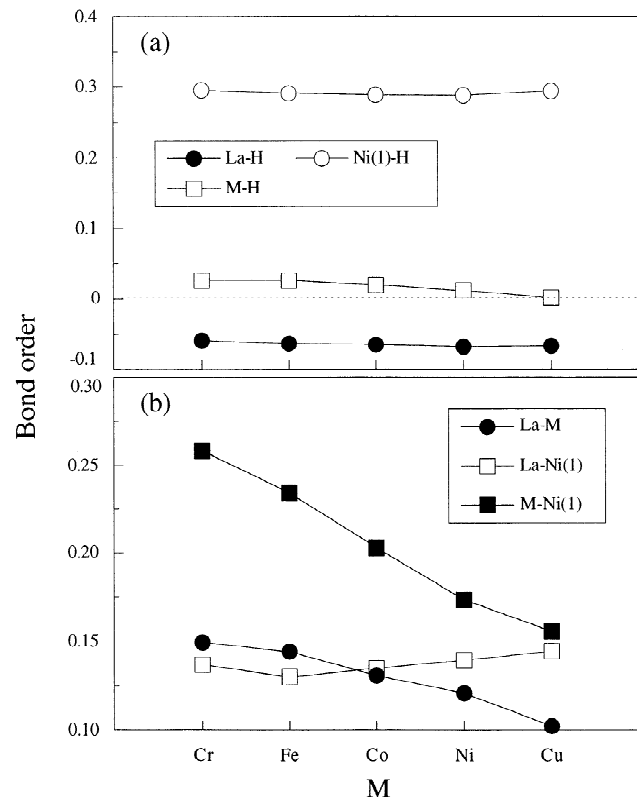 0.4
(a)
0.3
La-H Ni(1)-H
M-H
0.2
0.1
0
-0.1
Bond order
0.30
(b)
La-M
La-Ni(1)
M-Ni(1)
0.25
0.20
0.15
0.10
Cr Fe Co Ni Cu
M